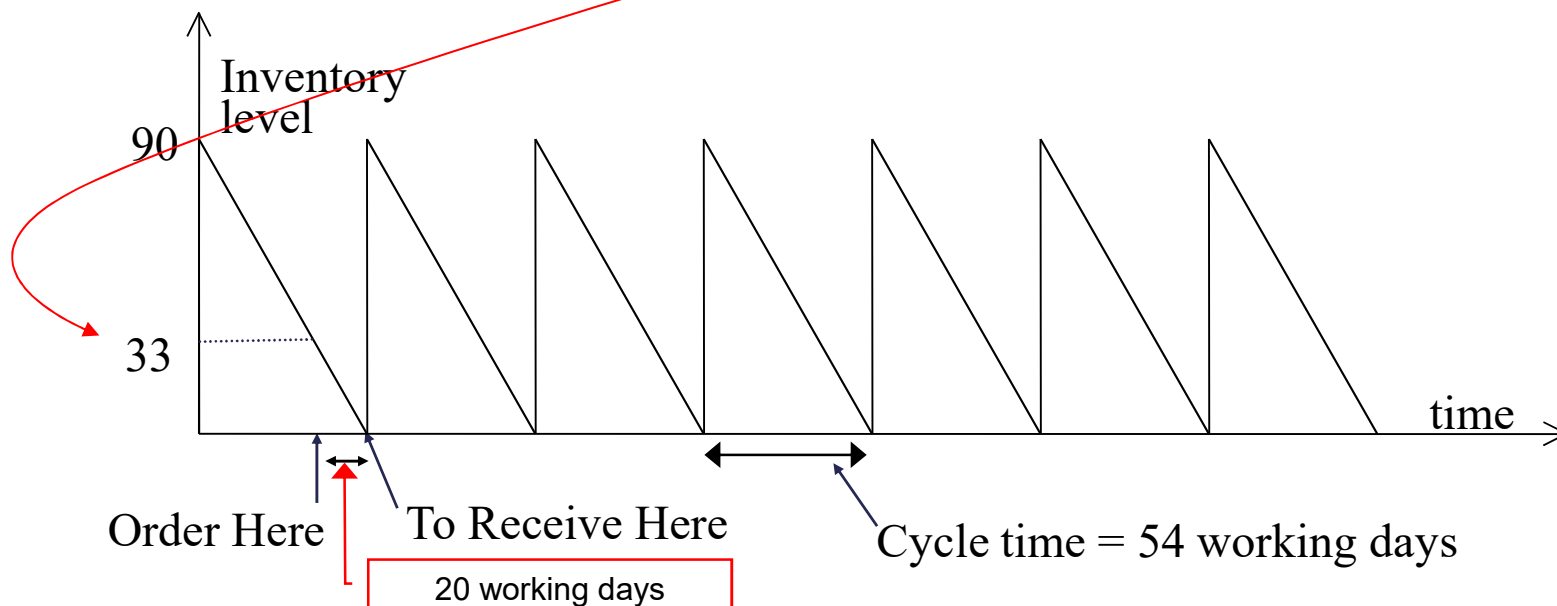 Inventory
level
90
33
time
Order Here
To Receive Here
Cycle time = 54 working days
20 working days